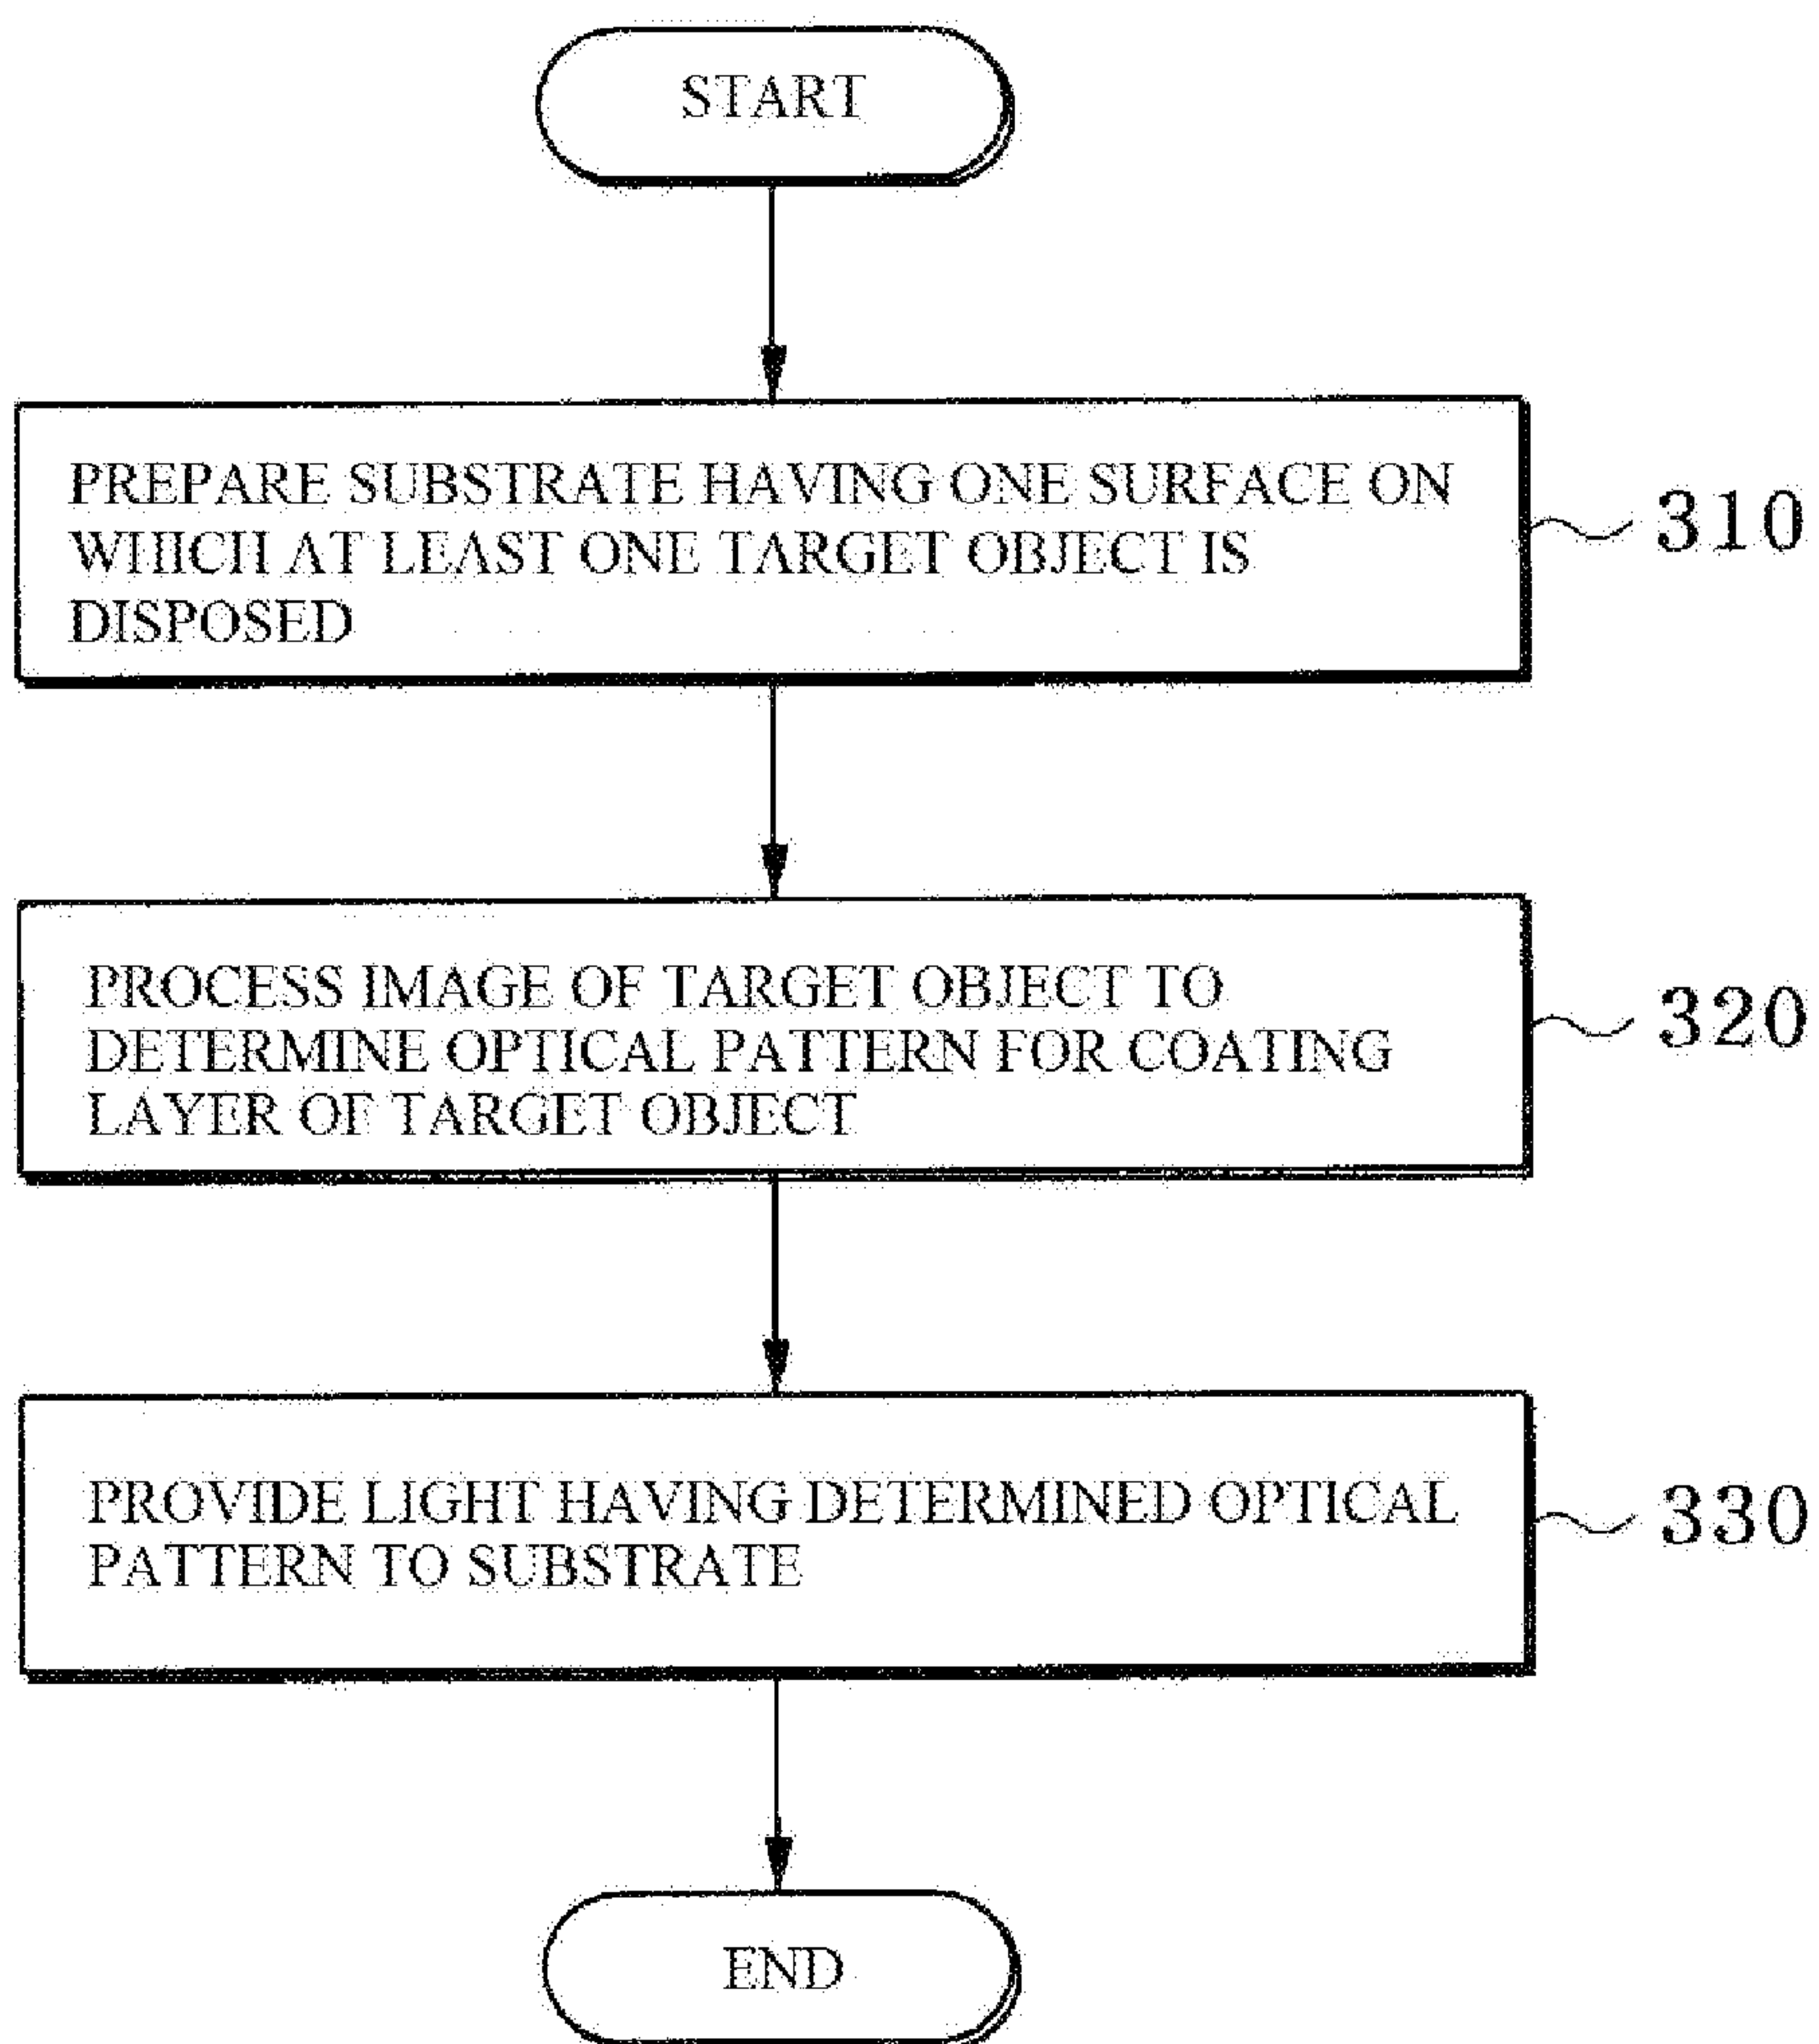 START
PREPARE SUBSTRATE HAVING ONE SURFACE ON
WHICH AT LEAST ONE TARGET OBJECT IS
DISPOSED
310
PROCESS IMAGE OF TARGET OBJECT TO
DETERMINE OPTICAL PATTERN FOR COATING
LAYER OF TARGET OBJECT
320
PROVIDE LIGHT HAVING DETERMINED OPTICAL
PATTERN TO SUBSTRATE
330
END